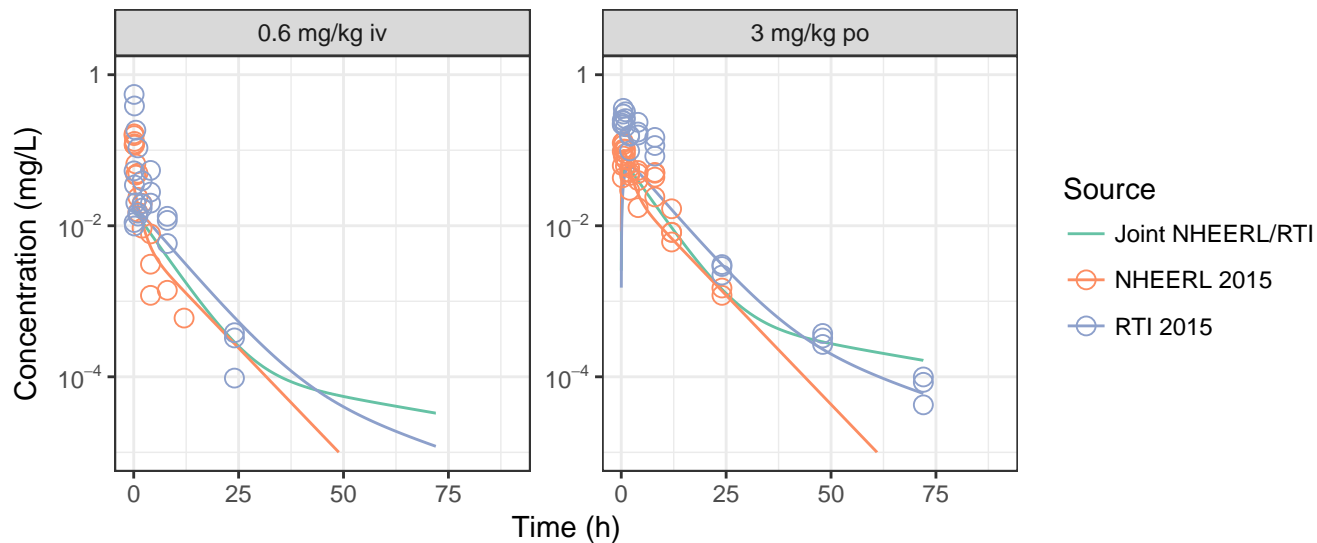 0.6 mg/kg iv
3 mg/kg po
Concentration (mg/L)
1
10⁻²
10⁻⁴
0
25
50
75
1
10⁻²
10⁻⁴
0
25
50
75
Time (h)
Source
Joint NHEERL/RTI
NHEERL 2015
RTI 2015